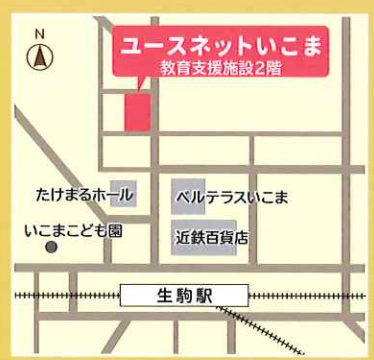 N
ユースネットいこま
教育支援施設2階
たけまるホール
ベルテラスいこま
いこまこども園
近鉄百貨店
生駒駅